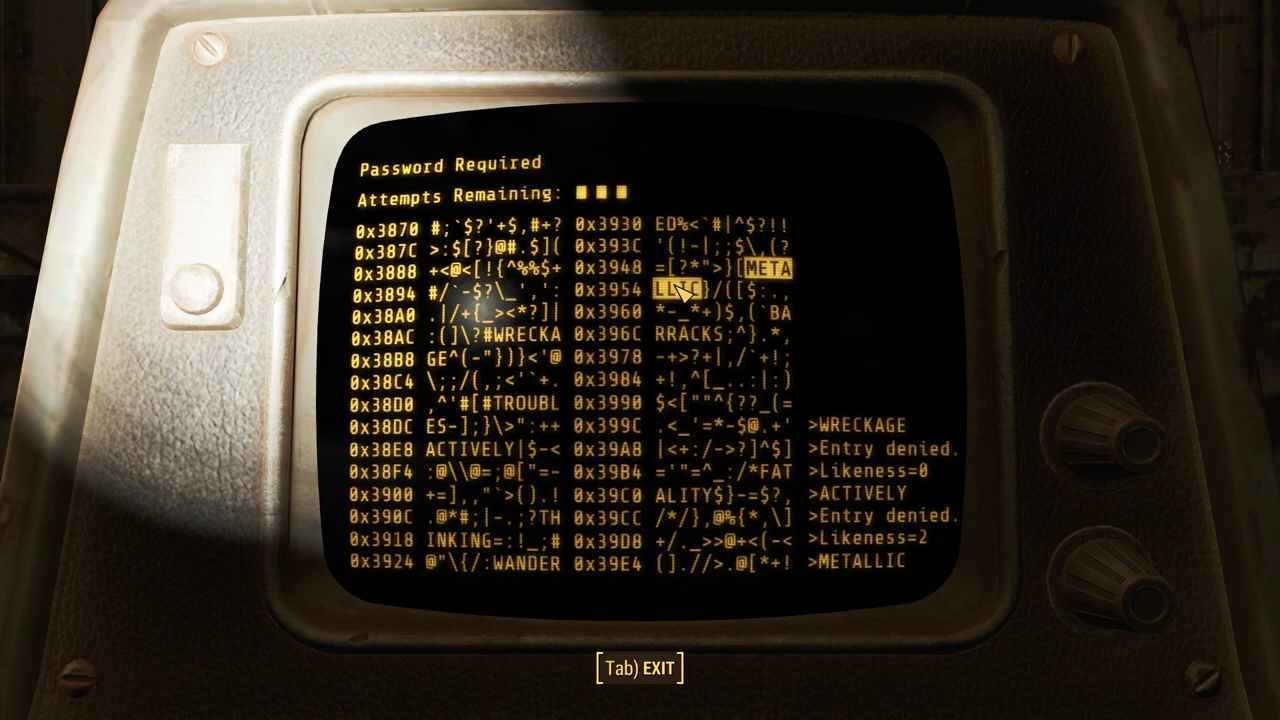 Password Required
Attempts Remaining: ■ ■ ■
0x3870 #;`$?'+$,#+? 0x3930 ED%<`#|^$?!!
0x387C >:$[?}@#.$]( 0x393C '(!-|;;$\,(?
0x3888 +<@<[!{^%%$+ 0x3948 =[?*">}[META
0x3894 #/`-$?\_',': 0x3954 LLIC}/([$:.,
0x38A0 .|/+{_><*?]| 0x3960 *-_*+)$,(`BA
0x38AC :(]\?#WRECKA 0x396C RRACKS;^}.*,
0x38B8 GE^(-"})}<'@ 0x3978 -+>?+|,/`+!;
0x38C4 \;;/(,;<'`+. 0x3984 +!,^[_..:|:)
0x38D0 ,^'#[#TROUBL 0x3990 $<[""^{??_(=
0x38DC ES-];}\>":++ 0x399C .<_'=*-$@.+' >WRECKAGE
0x38E8 ACTIVELY|$-< 0x39A8 |<+:/->?]^$] >Entry denied.
0x38F4 :@\\@=;@["=- 0x39B4 ='"=^_:/*FAT >Likeness=0
0x3900 +=],,"`>().! 0x39C0 ALITY$}-=$?, >ACTIVELY
0x390C .@*#;|-.;?TH 0x39CC /*/},@%{*,\] >Entry denied.
0x3918 INKING=:!_;# 0x39D8 +/._>>@+<(-< >Likeness=2
0x3924 @"\{/:WANDER 0x39E4 (].//>.@[*+! >METALLIC
[Tab) EXIT]